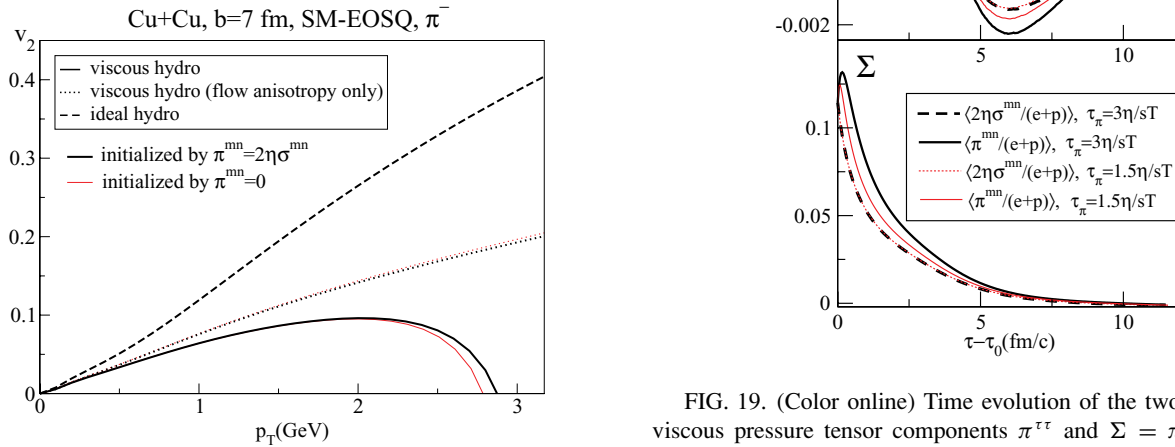 Cu+Cu, b=7 fm, SM-EOSQ, π⁻
v₂
0.4
0.3
0.2
0.1
0
viscous hydro
viscous hydro (flow anisotropy only)
ideal hydro
initialized by π^mn=2ησ^mn
initialized by π^mn=0
0 1 2 3
p_T(GeV)
-0.002
0 5 10
Σ
0.1
0.05
0
⟨2ησ^mn/(e+p)⟩, τ_π=3η/sT
⟨π^mn/(e+p)⟩, τ_π=3η/sT
⟨2ησ^mn/(e+p)⟩, τ_π=1.5η/sT
⟨π^mn/(e+p)⟩, τ_π=1.5η/sT
0 5 10
τ−τ₀(fm/c)
FIG. 19. (Color online) Time evolution of the two
viscous pressure tensor components π^ττ and Σ = π